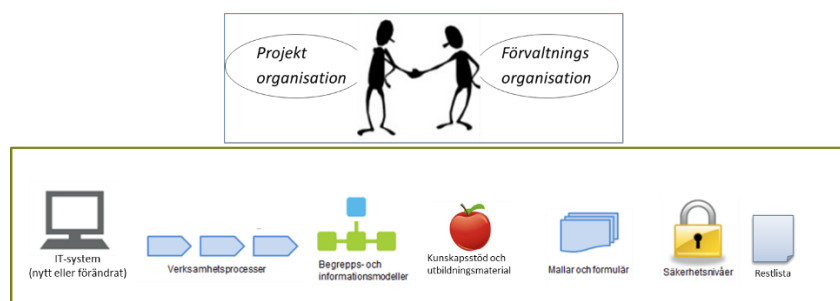 Projekt
organisation
Förvaltnings
organisation
IT-system
(nytt eller förändrat)
Verksamhetsprocesser
Begrepps- och
informationsmodeller
Kunskapsstöd och
utbildningsmaterial
Mallar och formulär
Säkerhetsnivåer
Restlista